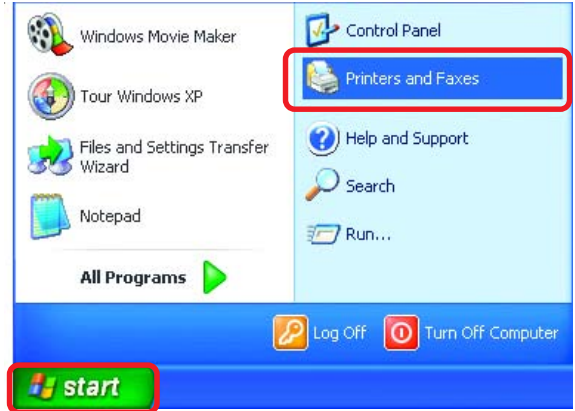 Windows Movie Maker
Tour Windows XP
Files and Settings Transfer
Wizard
Notepad
All Programs
Control Panel
Printers and Faxes
Help and Support
Search
Run...
Log Off
Turn Off Computer
start